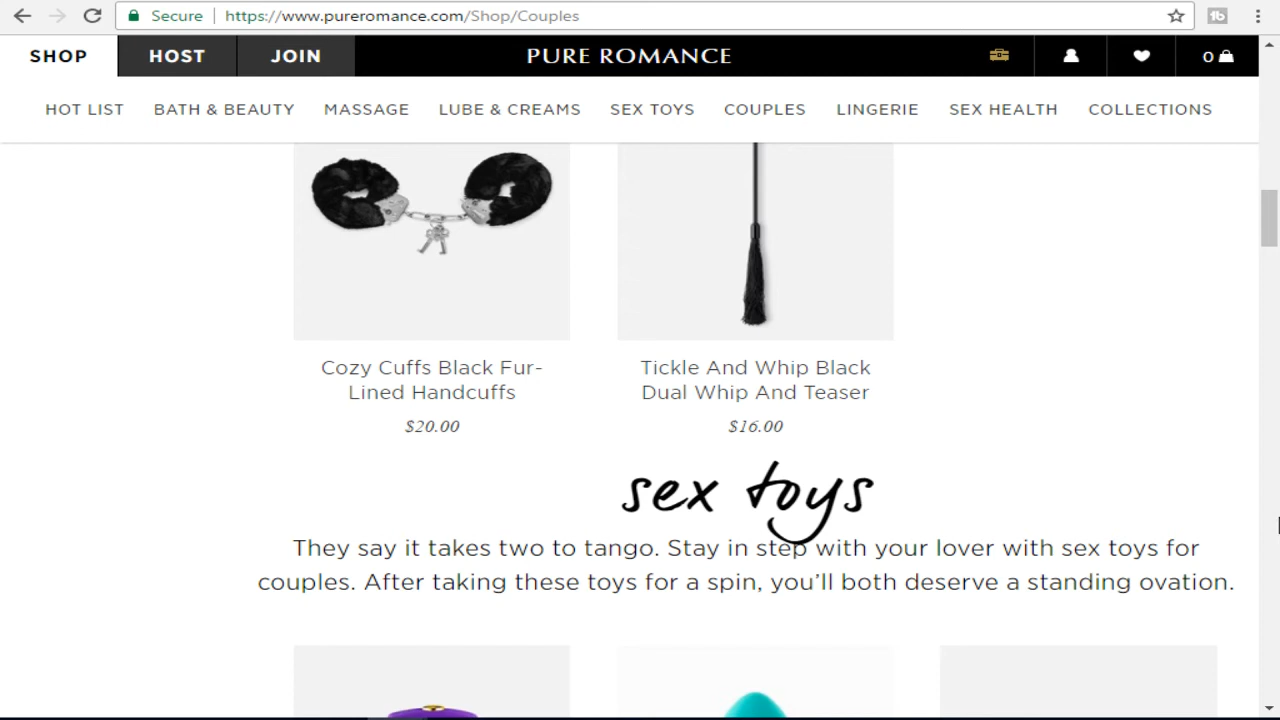 Secure https://www.pureromance.com/Shop/Couples
SHOP HOST JOIN PURE ROMANCE 0
HOT LIST BATH & BEAUTY MASSAGE LUBE & CREAMS SEX TOYS COUPLES LINGERIE SEX HEALTH COLLECTIONS
Cozy Cuffs Black Fur-
Lined Handcuffs
$20.00
Tickle And Whip Black
Dual Whip And Teaser
$16.00
sex toys
They say it takes two to tango. Stay in step with your lover with sex toys for
couples. After taking these toys for a spin, you’ll both deserve a standing ovation.